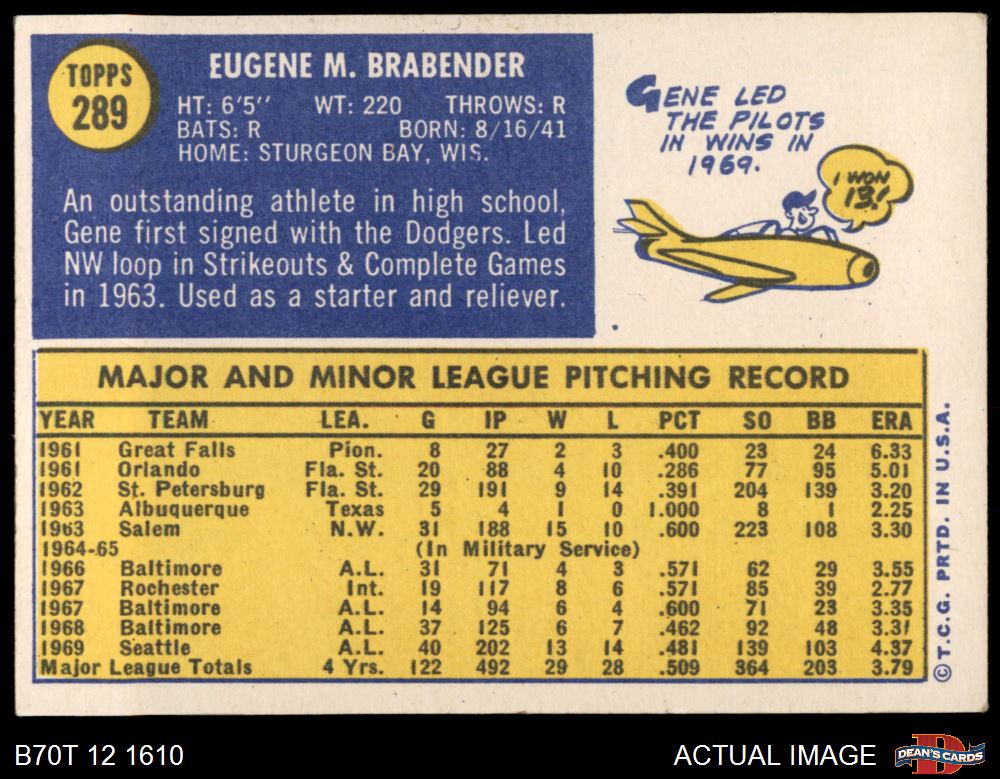 TOPPS
289
EUGENE M. BRABENDER
HT: 6'5" WT: 220 THROWS: R
BATS: R BORN: 8/16/41
HOME: STURGEON BAY, WIS.
An outstanding athlete in high school,
Gene first signed with the Dodgers. Led
NW loop in Strikeouts & Complete Games
in 1963. Used as a starter and reliever.
GENE LED
THE PILOTS
IN WINS IN
1969.
I WON
13!
MAJOR AND MINOR LEAGUE PITCHING RECORD
YEAR TEAM LEA. G IP W L PCT SO BB ERA
1961 Great Falls Pion. 8 27 2 3 .400 23 24 6.33
1961 Orlando Fla. St. 20 88 4 10 .286 77 95 5.01
1962 St. Petersburg Fla. St. 29 191 9 14 .391 204 139 3.20
1963 Albuquerque Texas 5 4 1 0 1.000 8 1 2.25
1963 Salem N.W. 31 188 15 10 .600 223 108 3.30
1964-65 (In Military Service)
1966 Baltimore A.L. 31 71 4 3 .571 62 29 3.55
1967 Rochester Int. 19 117 8 6 .571 85 39 2.77
1967 Baltimore A.L. 14 94 6 4 .600 71 23 3.35
1968 Baltimore A.L. 37 125 6 7 .462 92 48 3.31
1969 Seattle A.L. 40 202 13 14 .481 139 103 4.37
Major League Totals 4 Yrs. 122 492 29 28 .509 364 203 3.79
© T.C.G. PRTD. IN U.S.A.
B70T 12 1610
ACTUAL IMAGE
D
DEAN'S CARDS